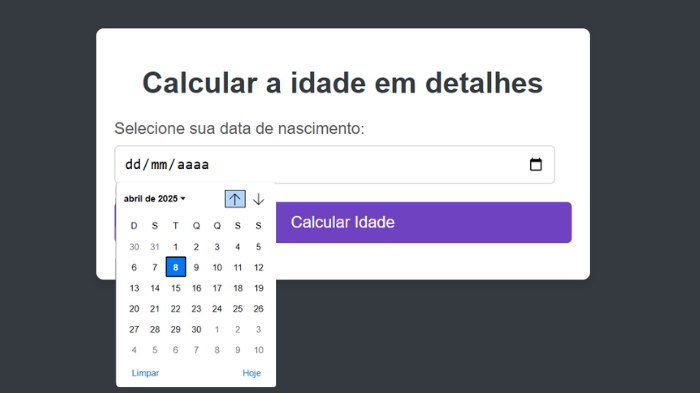 Calcular a idade em detalhes
Selecione sua data de nascimento:
dd/mm/aaaa
abril de 2025
D S T Q Q S S
30 31 1 2 3 4 5
6 7 8 9 10 11 12
13 14 15 16 17 18 19
20 21 22 23 24 25 26
27 28 29 30 1 2 3
4 5 6 7 8 9 10
Limpar Hoje
Calcular Idade